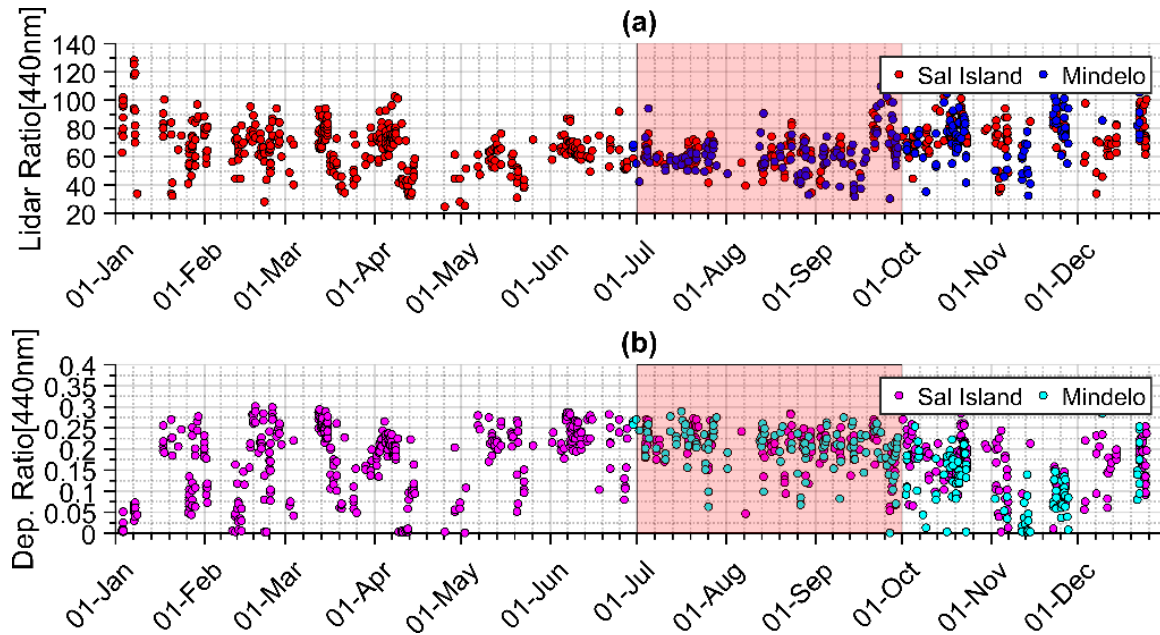 (a)
Lidar Ratio[440nm]
140
120
100
80
60
40
20
Sal Island Mindelo
01-Jan 01-Feb 01-Mar 01-Apr 01-May 01-Jun 01-Jul 01-Aug 01-Sep 01-Oct 01-Nov 01-Dec
(b)
Dep. Ratio[440nm]
0.4
0.35
0.3
0.25
0.2
0.15
0.1
0.05
0
Sal Island Mindelo
01-Jan 01-Feb 01-Mar 01-Apr 01-May 01-Jun 01-Jul 01-Aug 01-Sep 01-Oct 01-Nov 01-Dec